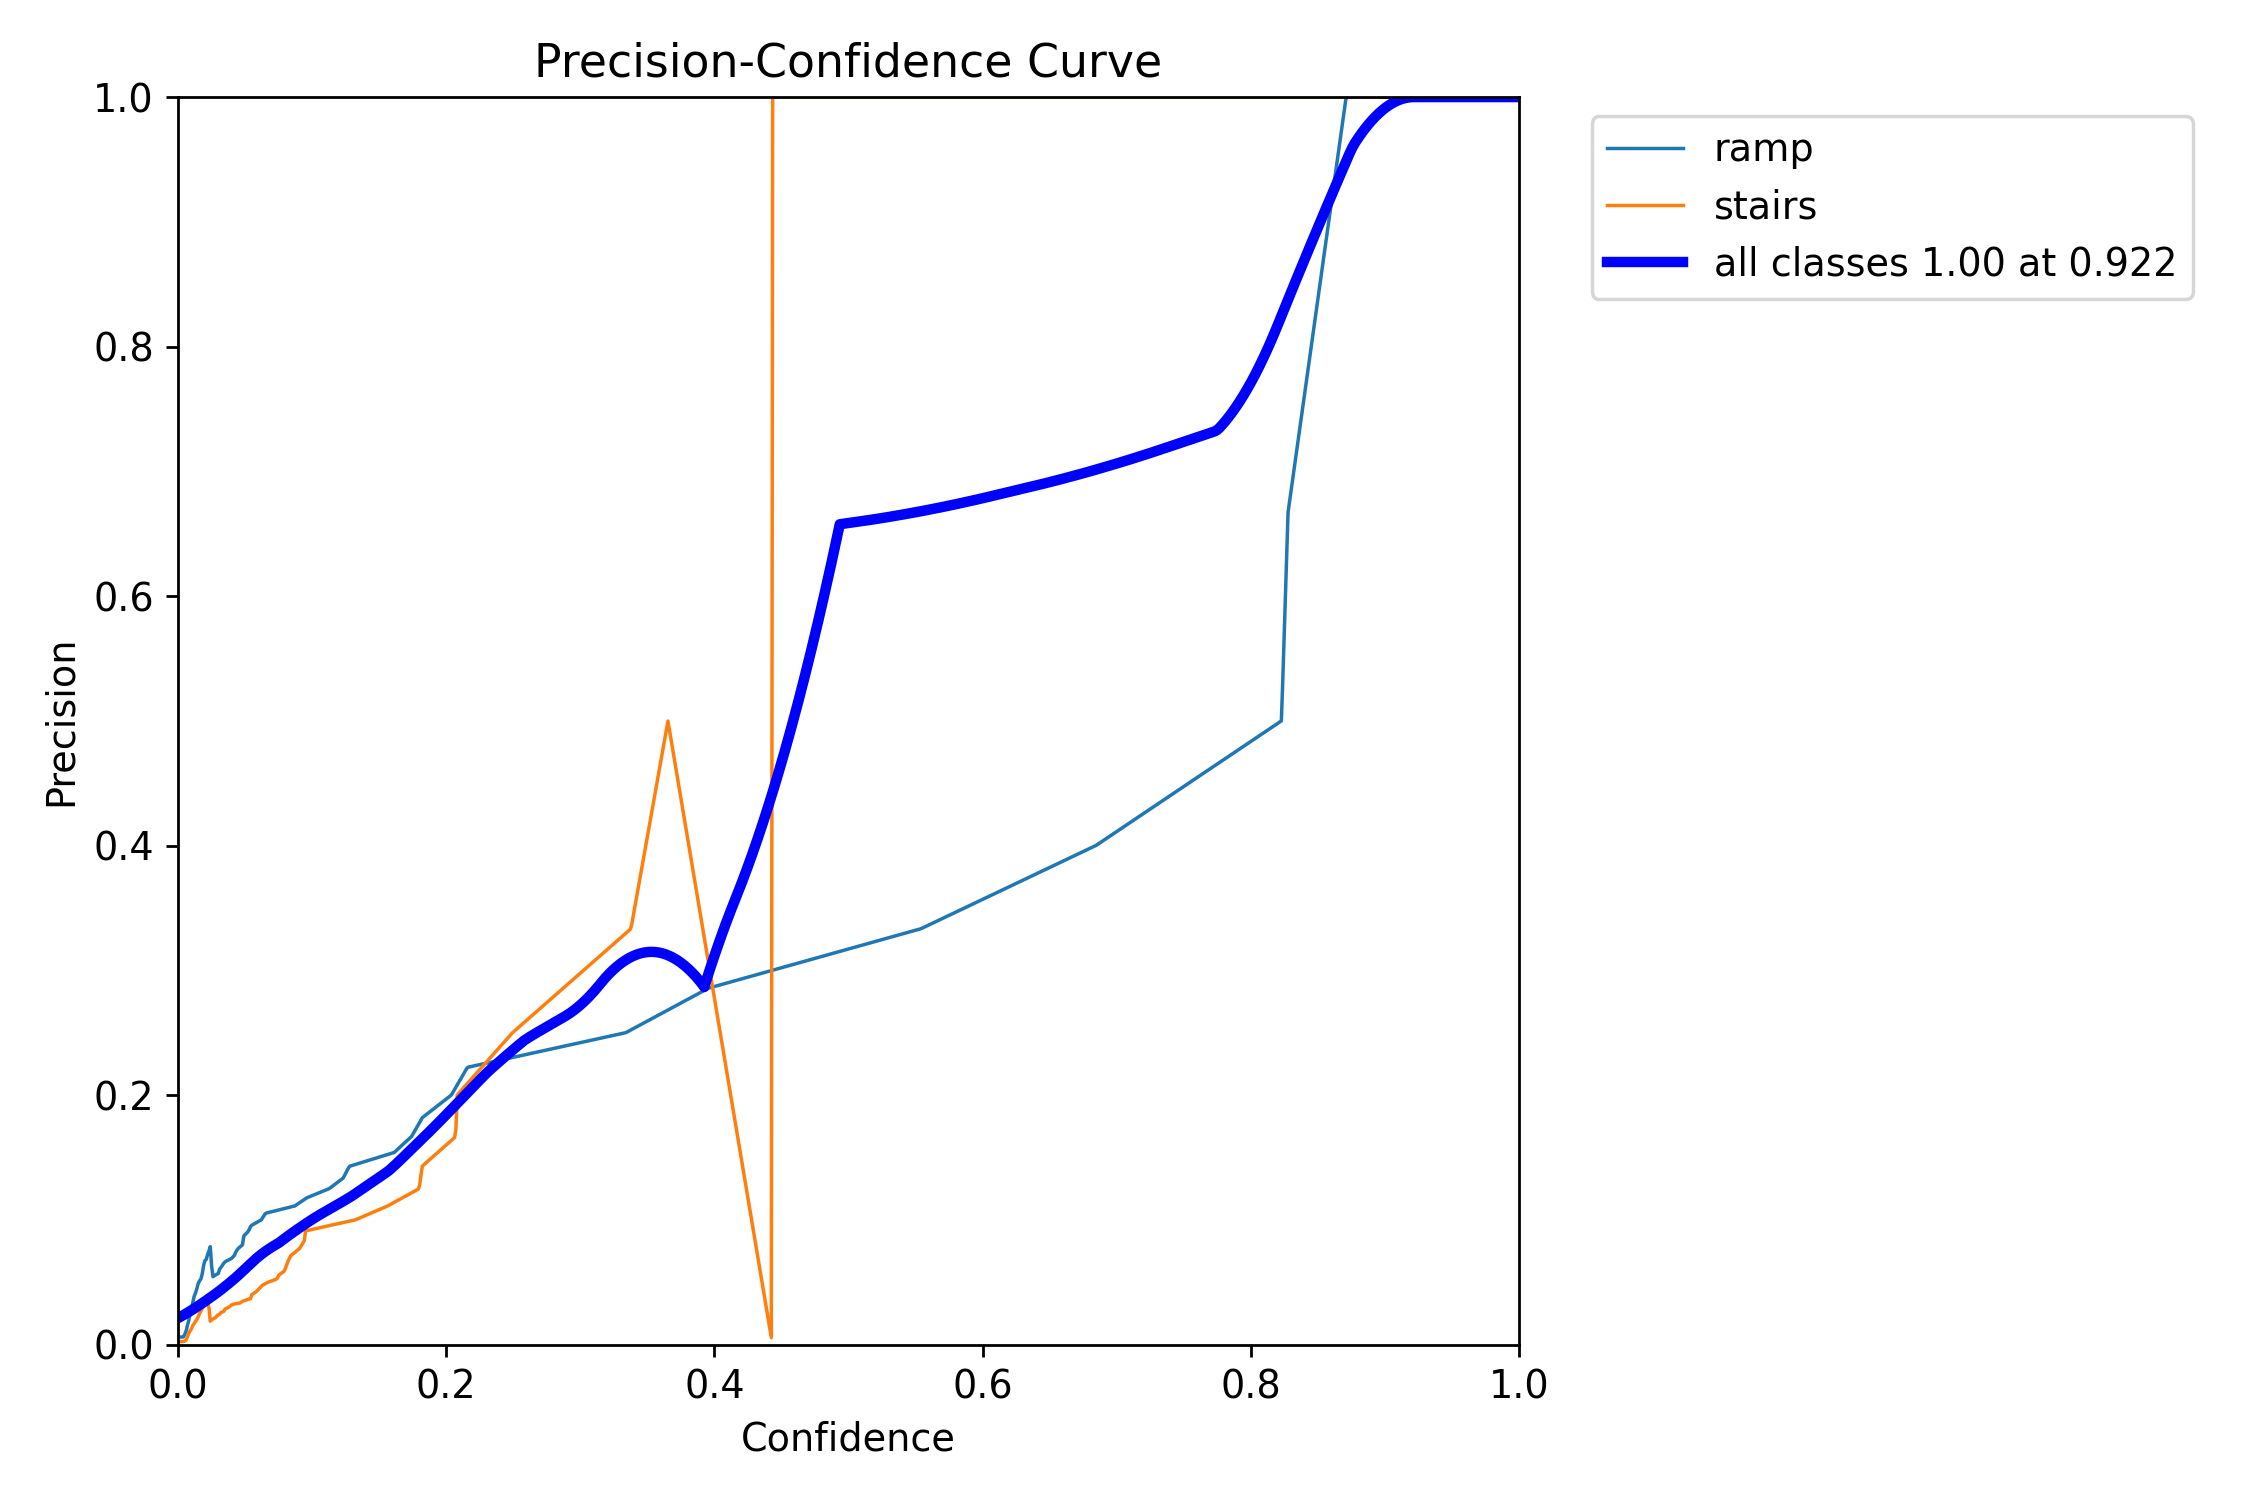 Precision-Confidence Curve
1.0
0.8
0.6
0.4
0.2
0.0
Precision
0.0 0.2 0.4 0.6 0.8 1.0
Confidence
ramp
stairs
all classes 1.00 at 0.922